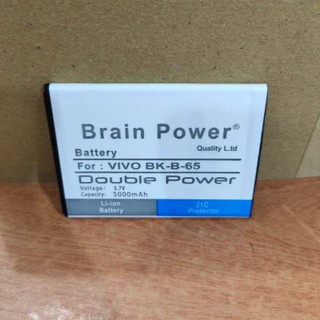 Brain Power®
Quality L.td
Battery
For : VIVO BK-B-65
Double Power
Voltage : 3.7V
Capacity: 5000mAh
Li-ion
Battery
2IC
Protector